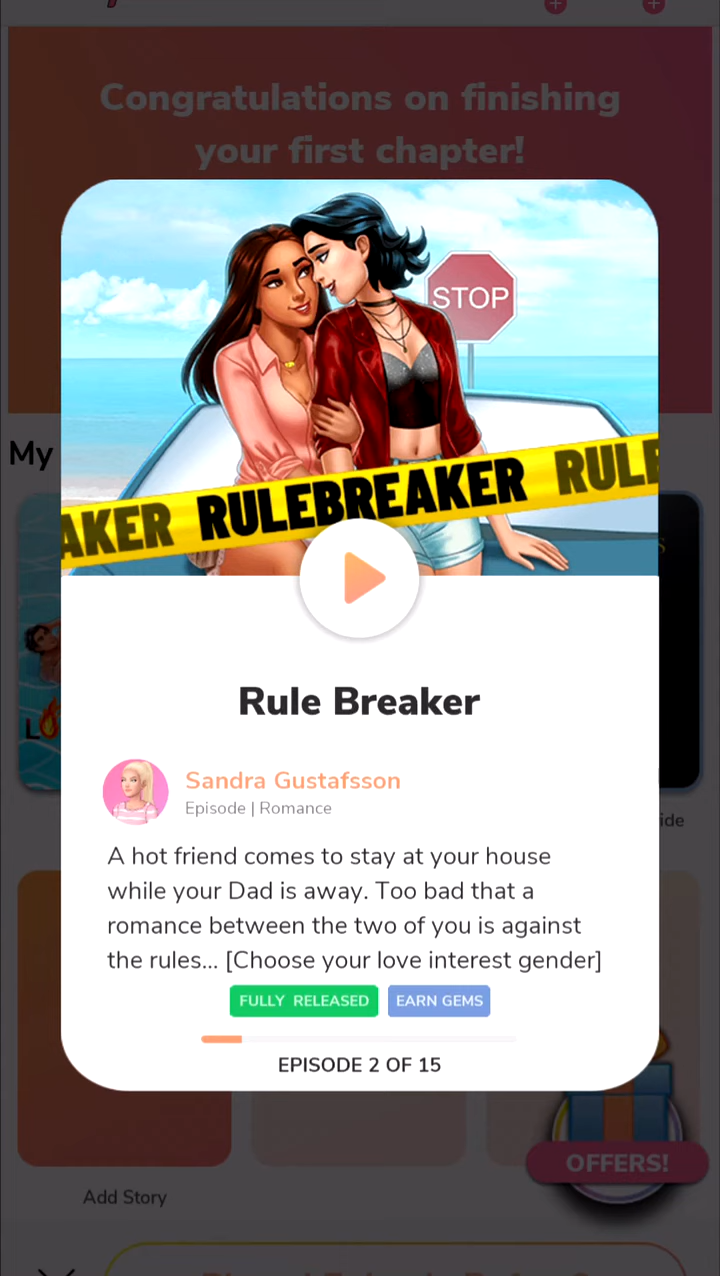 Congratulations on finishing
your first chapter!
STOP
AKER RULEBREAKER RULE
My
Rule Breaker
Sandra Gustafsson
Episode | Romance
ide
A hot friend comes to stay at your house
while your Dad is away. Too bad that a
romance between the two of you is against
the rules... [Choose your love interest gender]
FULLY RELEASED EARN GEMS
EPISODE 2 OF 15
OFFERS!
Add Story